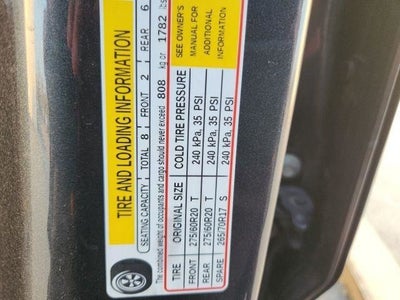 TIRE AND LOADING INFORMATION
SEATING CAPACITY TOTAL 8 FRONT 2 REAR 6
The combined weight of occupants and cargo should never exceed 808 kg or 1782 lbs
TIRE ORIGINAL SIZE COLD TIRE PRESSURE
FRONT 275/60R20 T 240 kPa, 35 PSI
REAR 275/60R20 T 240 kPa, 35 PSI
SPARE 265/70R17 S 240 kPa, 35 PSI
SEE OWNER'S
MANUAL FOR
ADDITIONAL
INFORMATION